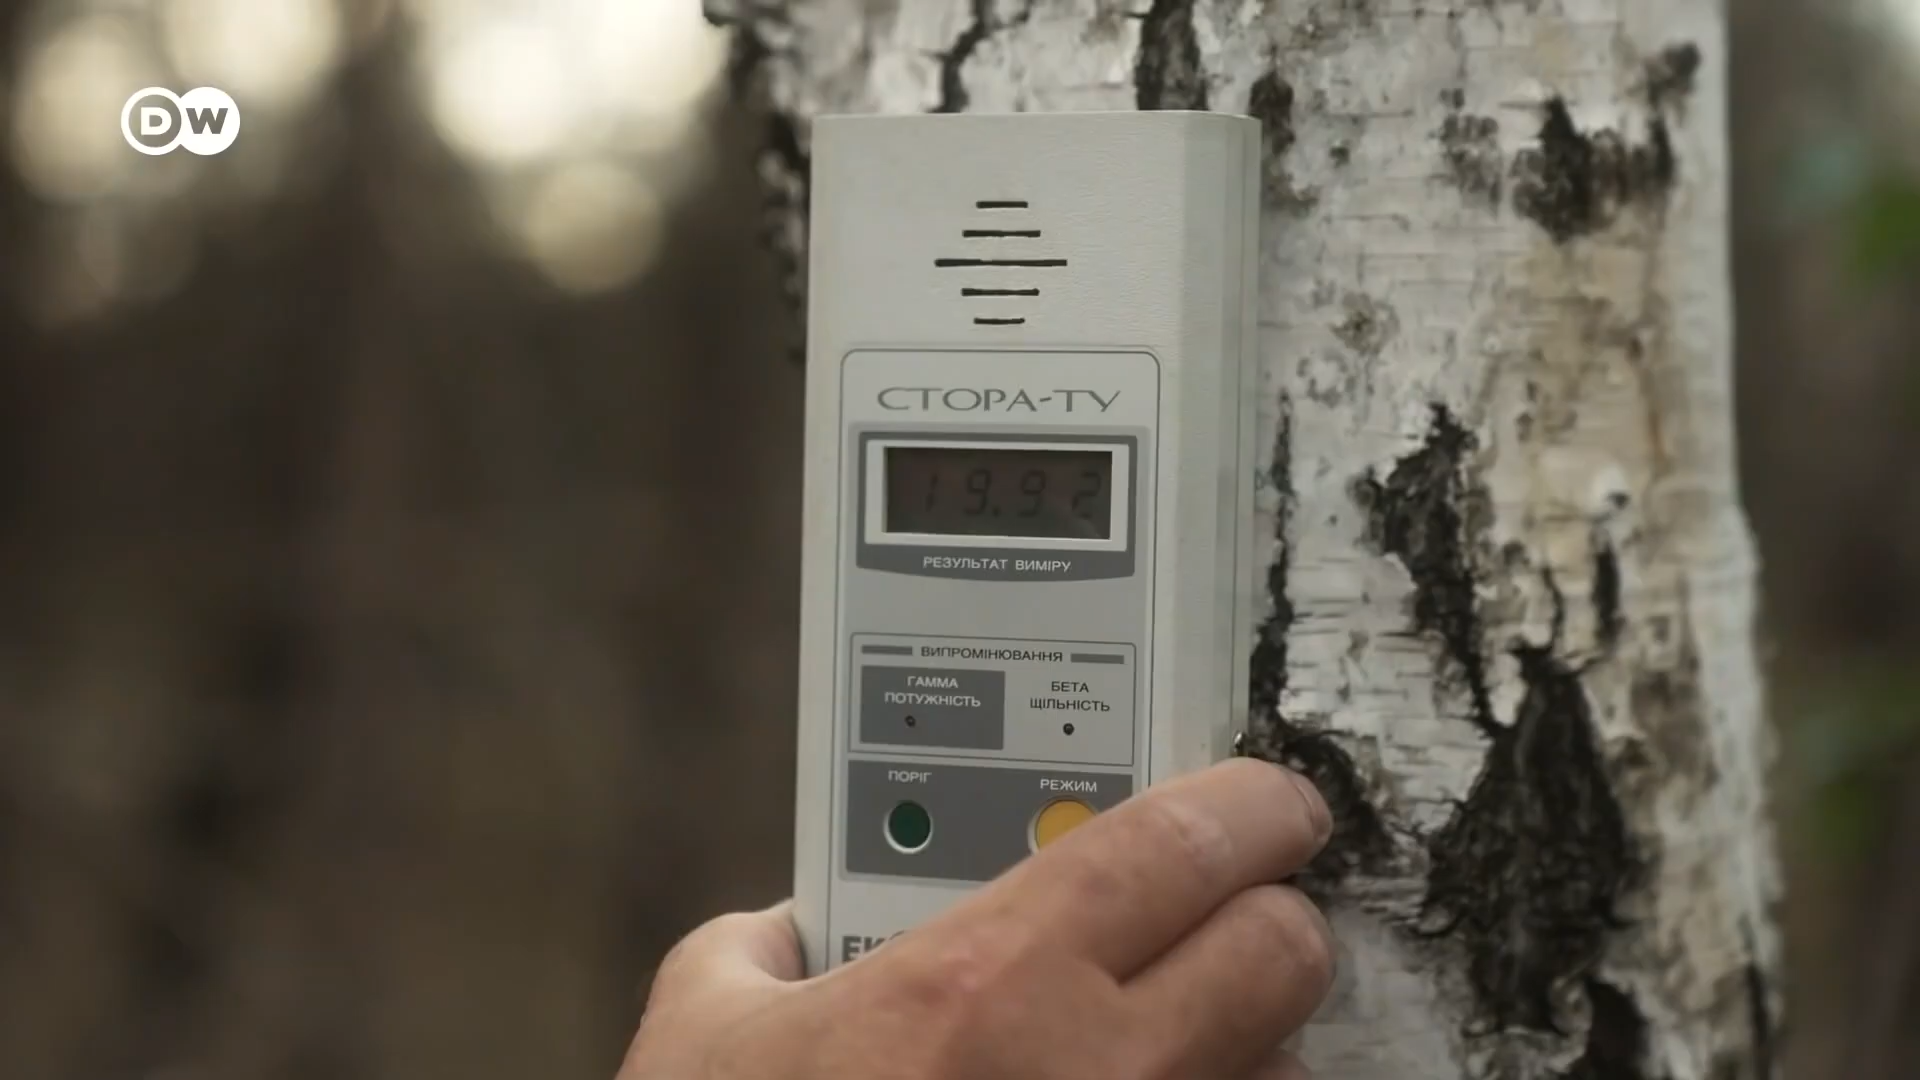 DW
СТОРА-ТУ
19.92
РЕЗУЛЬТАТ ВИМІРУ
ВИПРОМІНЮВАННЯ
ГАММА
ПОТУЖНІСТЬ
БЕТА
ЩІЛЬНІСТЬ
ПОРІГ
РЕЖИМ